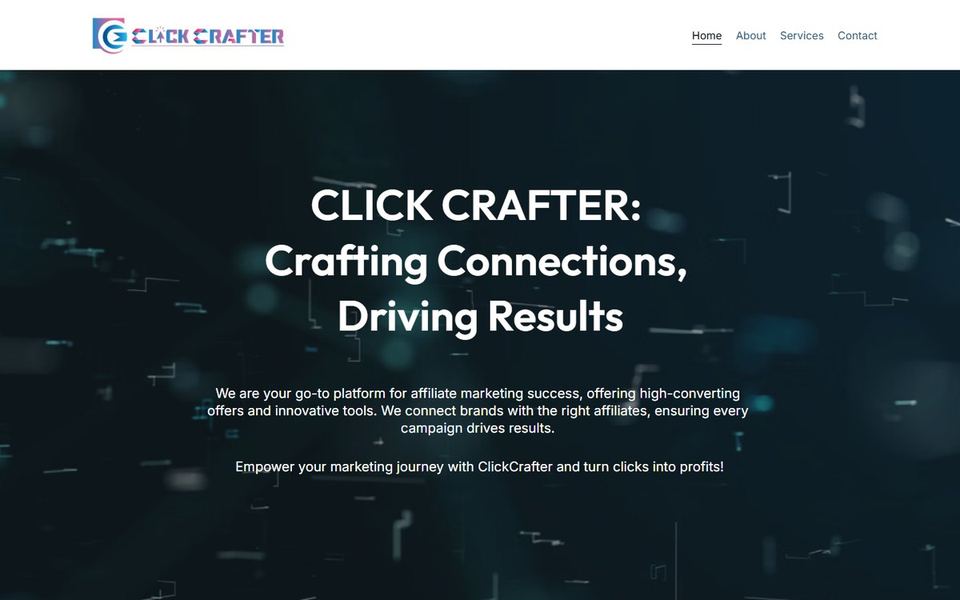 CLICK CRAFTER
Home About Services Contact
CLICK CRAFTER:
Crafting Connections,
Driving Results
We are your go-to platform for affiliate marketing success, offering high-converting
offers and innovative tools. We connect brands with the right affiliates, ensuring every
campaign drives results.
Empower your marketing journey with ClickCrafter and turn clicks into profits!